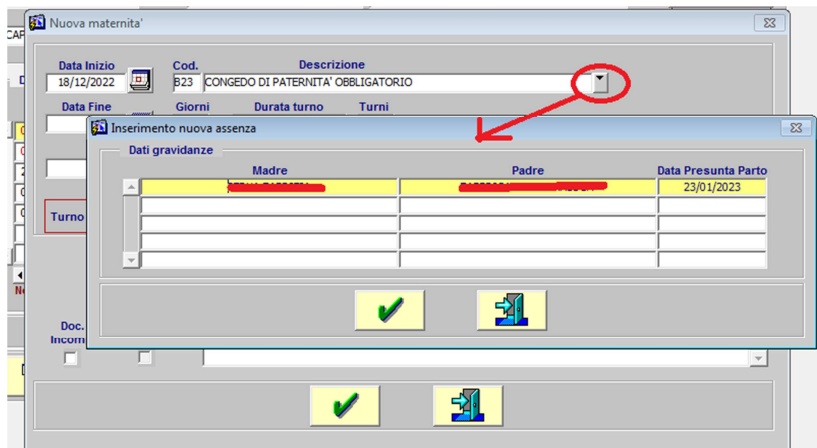 Nuova maternita'
CAP
Data Inizio Cod. Descrizione
18/12/2022 B23 CONGEDO DI PATERNITA' OBBLIGATORIO
Data Fine Giorni Durata turno Turni
Inserimento nuova assenza
Dati gravidanze
Madre Padre Data Presunta Parto
23/01/2023
Turno
Doc.